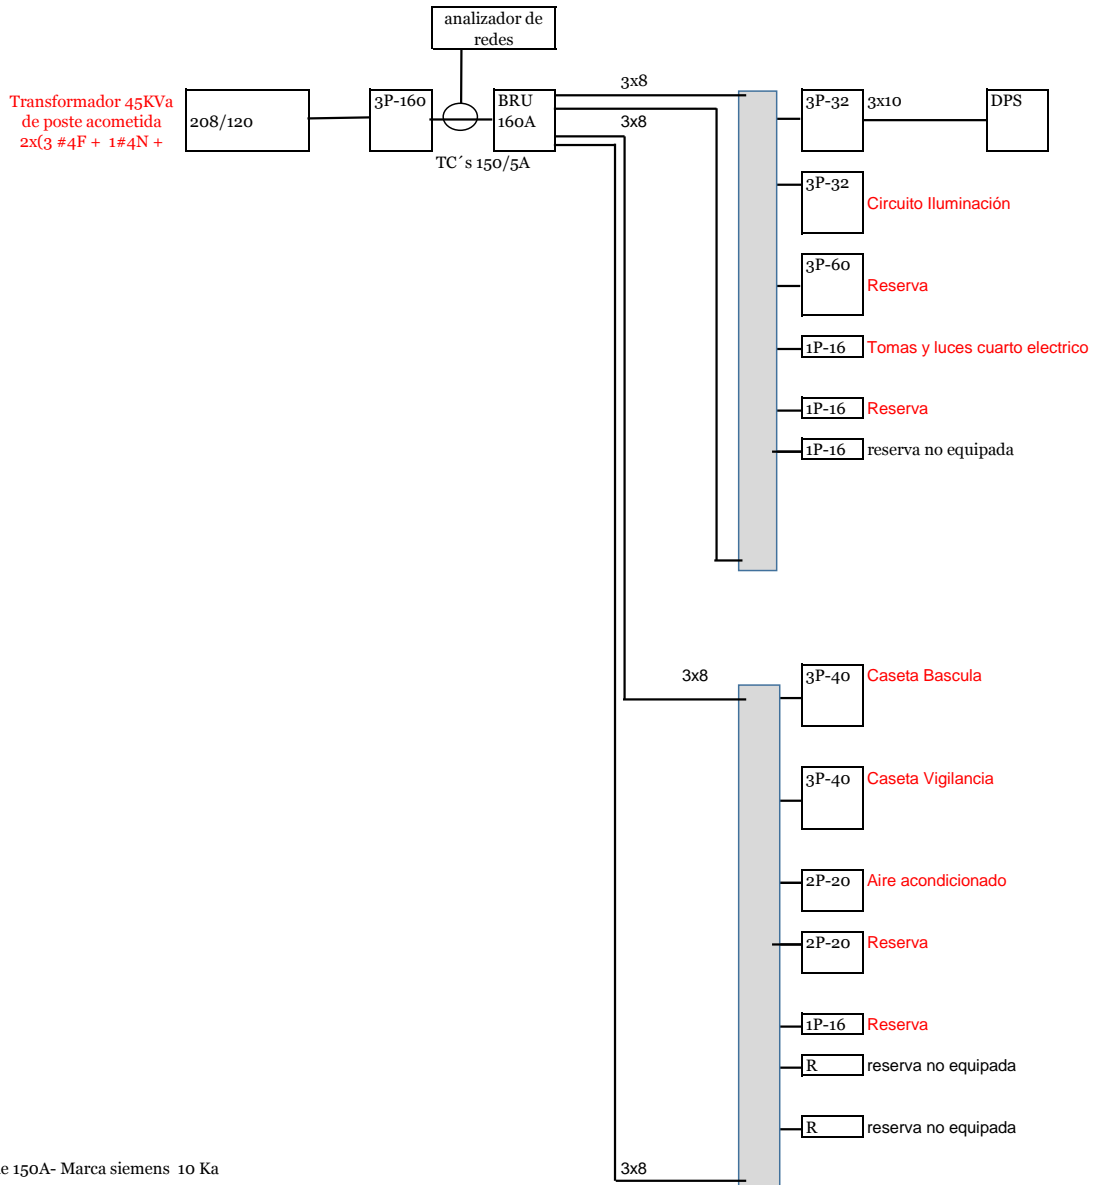 analizador de
redes
Transformador 45KVa
de poste acometida
2x(3 #4F + 1#4N +
208/120
3P-160
TC´s 150/5A
BRU
160A
3x8
3x8
3P-32
3x10
DPS
3P-32
Circuito Iluminación
3P-60
Reserva
1P-16
Tomas y luces cuarto electrico
1P-16
Reserva
1P-16
reserva no equipada
3x8
3P-40
Caseta Bascula
3P-40
Caseta Vigilancia
2P-20
Aire acondicionado
2P-20
Reserva
1P-16
Reserva
R
reserva no equipada
R
reserva no equipada
e 150A- Marca siemens 10 Ka
3x8